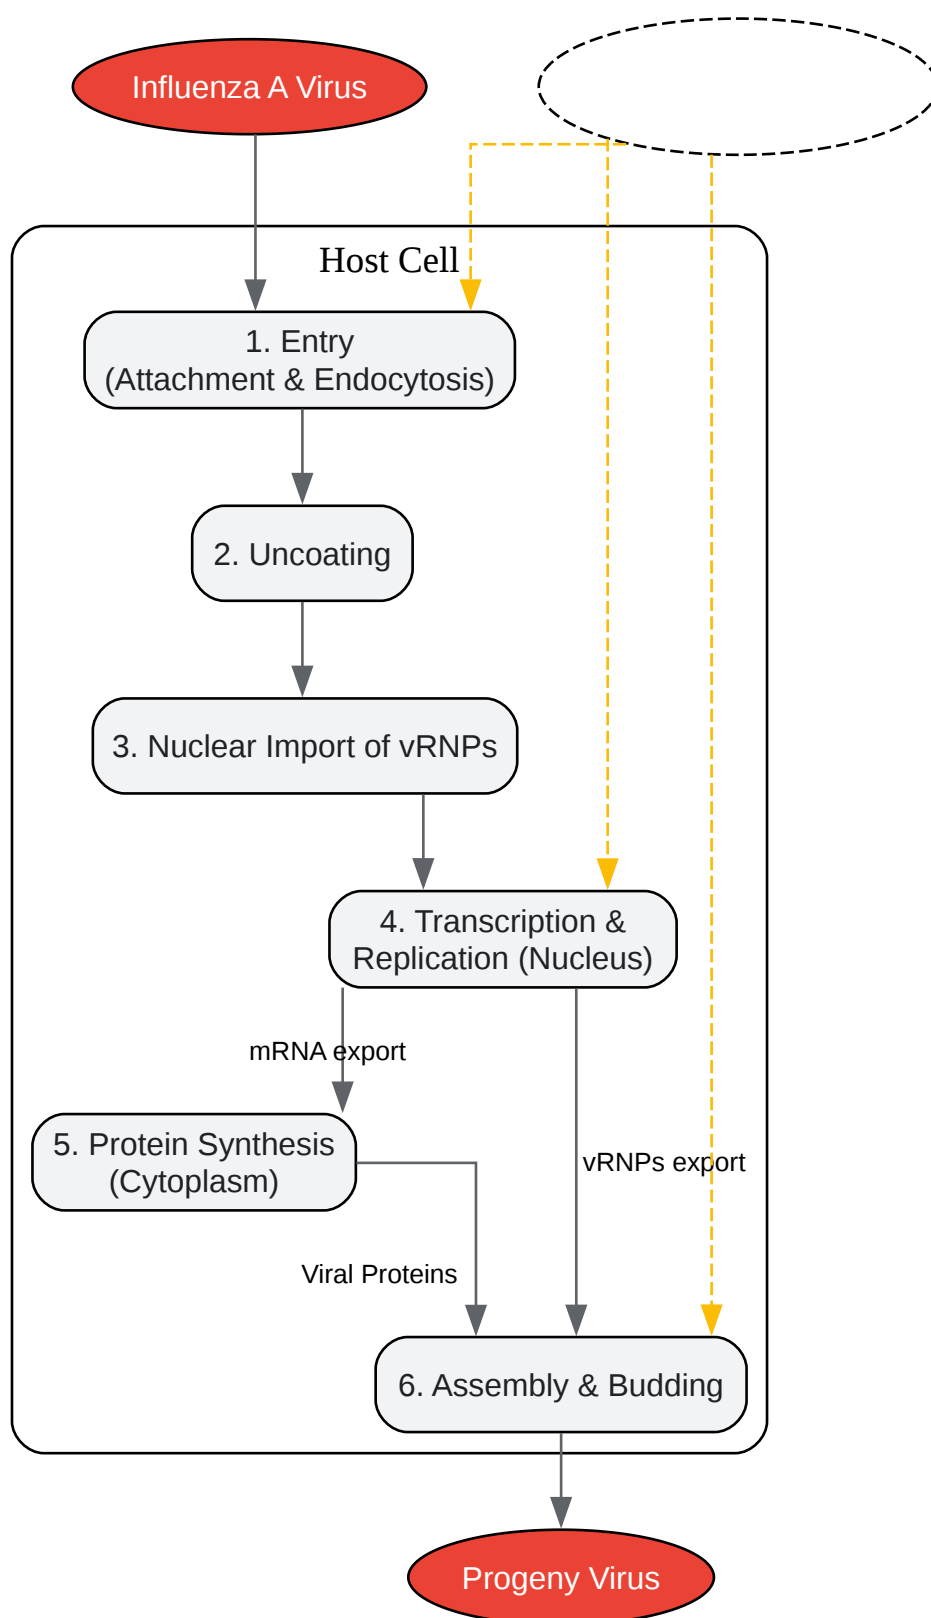 Influenza A Virus
Host Cell
1. Entry
(Attachment & Endocytosis)
2. Uncoating
3. Nuclear Import of vRNPs
4. Transcription &
Replication (Nucleus)
mRNA export
5. Protein Synthesis
(Cytoplasm)
vRNPs export
Viral Proteins
6. Assembly & Budding
Progeny Virus